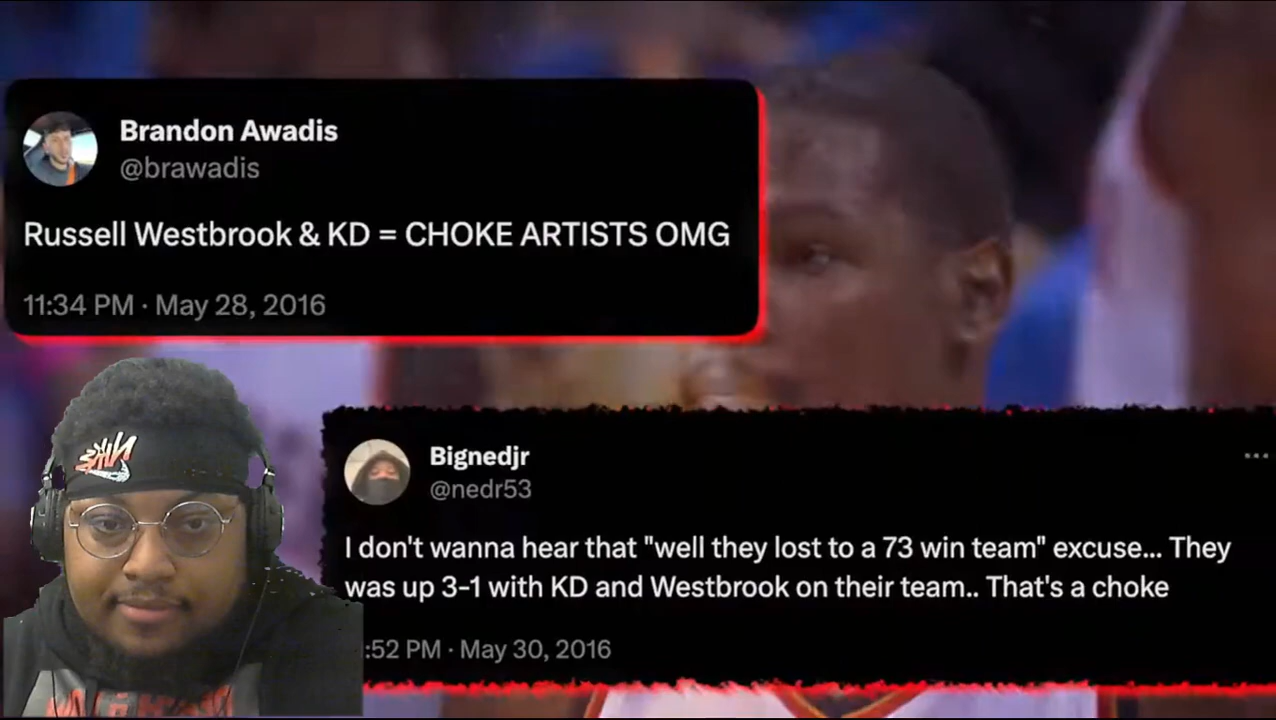 Brandon Awadis
@brawadis
Russell Westbrook & KD = CHOKE ARTISTS OMG
11:34 PM · May 28, 2016
Bignedjr
@nedr53
I don't wanna hear that "well they lost to a 73 win team" excuse... They
was up 3-1 with KD and Westbrook on their team.. That's a choke
:52 PM · May 30, 2016